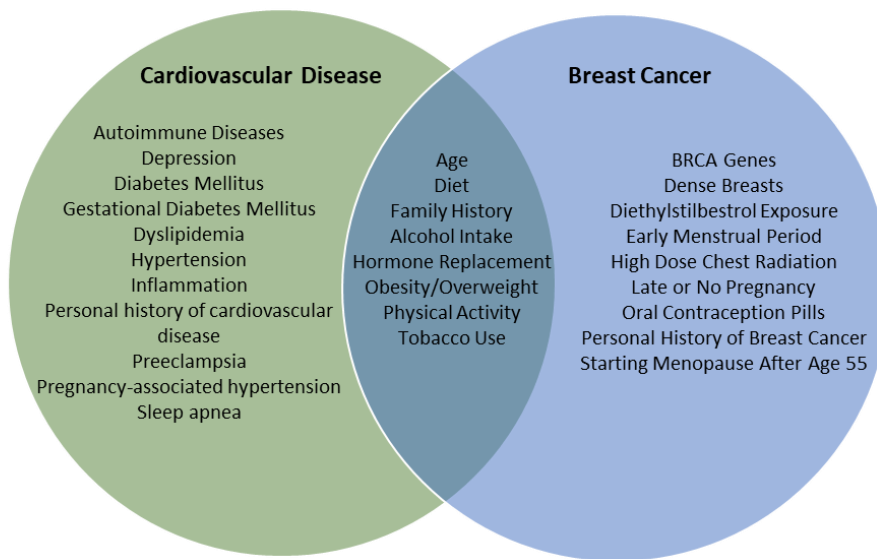 Cardiovascular Disease
Autoimmune Diseases
Depression
Diabetes Mellitus
Gestational Diabetes Mellitus
Dyslipidemia
Hypertension
Inflammation
Personal history of cardiovascular
disease
Preeclampsia
Pregnancy-associated hypertension
Sleep apnea
Age
Diet
Family History
Alcohol Intake
Hormone Replacement
Obesity/Overweight
Physical Activity
Tobacco Use
Breast Cancer
BRCA Genes
Dense Breasts
Diethylstilbestrol Exposure
Early Menstrual Period
High Dose Chest Radiation
Late or No Pregnancy
Oral Contraception Pills
Personal History of Breast Cancer
Starting Menopause After Age 55